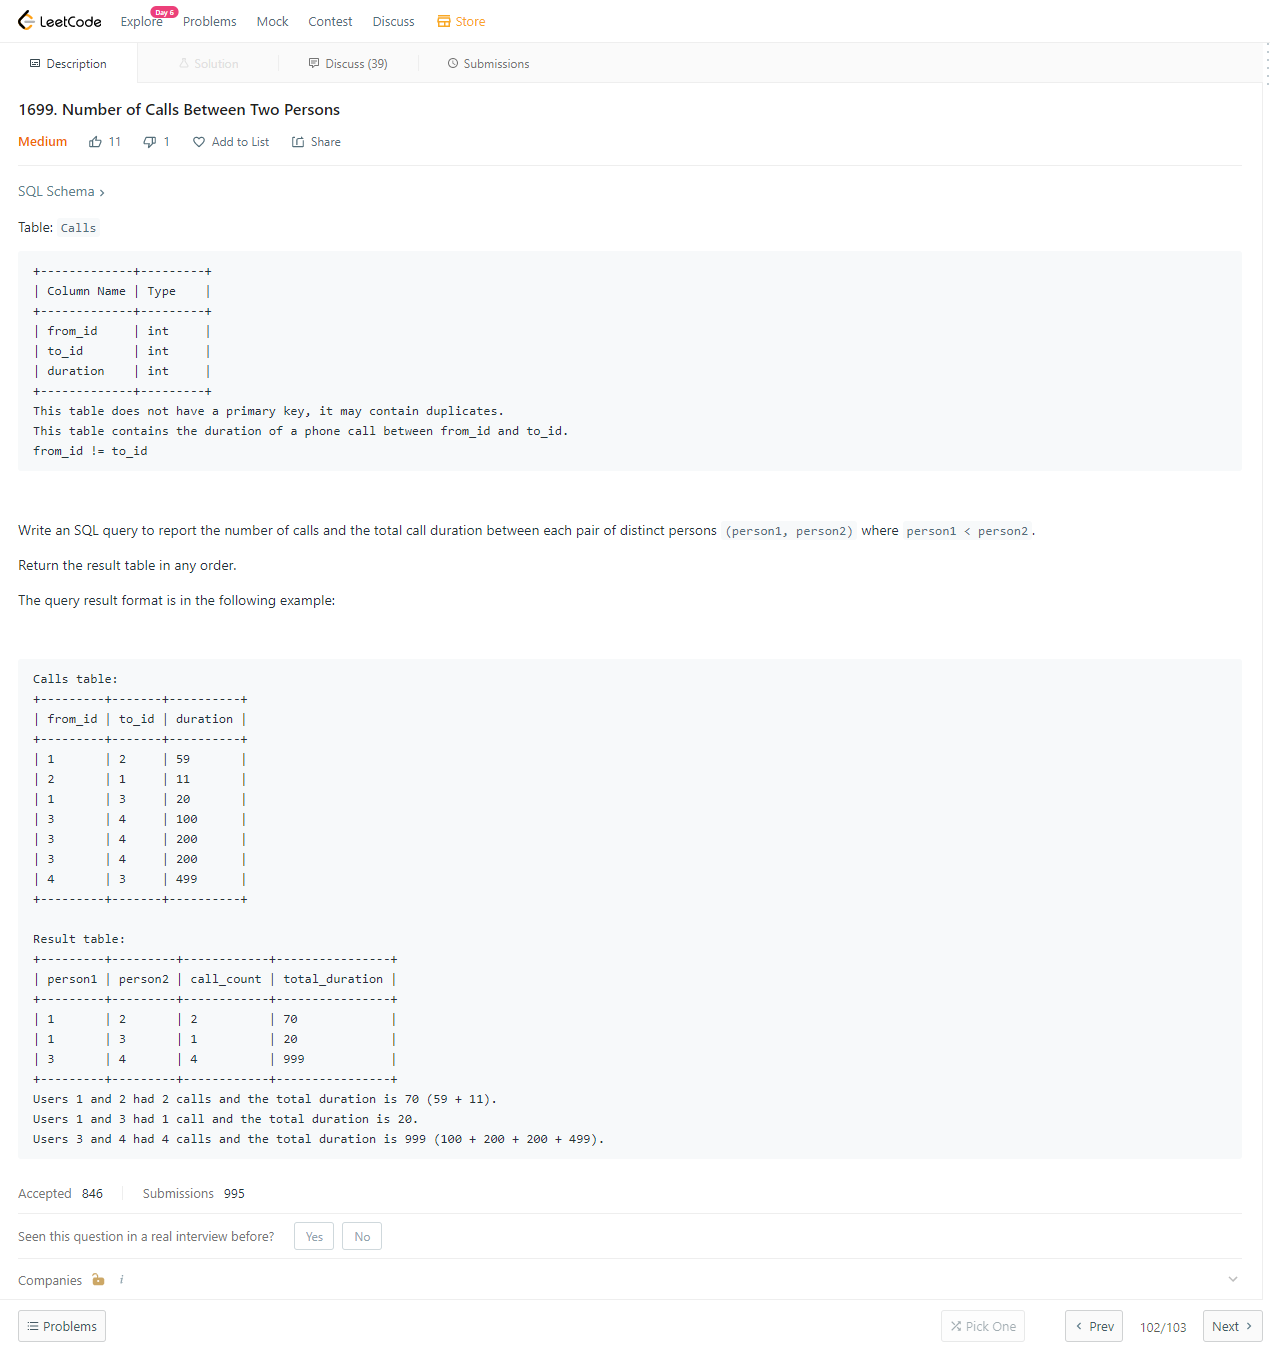 LeetCode Explore Day 6 Problems Mock Contest Discuss Store
Description Solution Discuss (39) Submissions
1699. Number of Calls Between Two Persons
Medium 11 1 Add to List Share
SQL Schema >
Table: Calls
+-------------+---------+
| Column Name | Type    |
+-------------+---------+
| from_id     | int     |
| to_id       | int     |
| duration    | int     |
+-------------+---------+
This table does not have a primary key, it may contain duplicates.
This table contains the duration of a phone call between from_id and to_id.
from_id != to_id
Write an SQL query to report the number of calls and the total call duration between each pair of distinct persons (person1, person2) where person1 < person2.
Return the result table in any order.
The query result format is in the following example:
Calls table:
+---------+-------+----------+
| from_id | to_id | duration |
+---------+-------+----------+
| 1       | 2     | 59       |
| 2       | 1     | 11       |
| 1       | 3     | 20       |
| 3       | 4     | 100      |
| 3       | 4     | 200      |
| 3       | 4     | 200      |
| 4       | 3     | 499      |
+---------+-------+----------+
Result table:
+---------+---------+------------+----------------+
| person1 | person2 | call_count | total_duration |
+---------+---------+------------+----------------+
| 1       | 2       | 2          | 70             |
| 1       | 3       | 1          | 20             |
| 3       | 4       | 4          | 999            |
+---------+---------+------------+----------------+
Users 1 and 2 had 2 calls and the total duration is 70 (59 + 11).
Users 1 and 3 had 1 call and the total duration is 20.
Users 3 and 4 had 4 calls and the total duration is 999 (100 + 200 + 200 + 499).
Accepted 846 Submissions 995
Seen this question in a real interview before? Yes No
Companies i
Problems Pick One < Prev 102/103 Next >